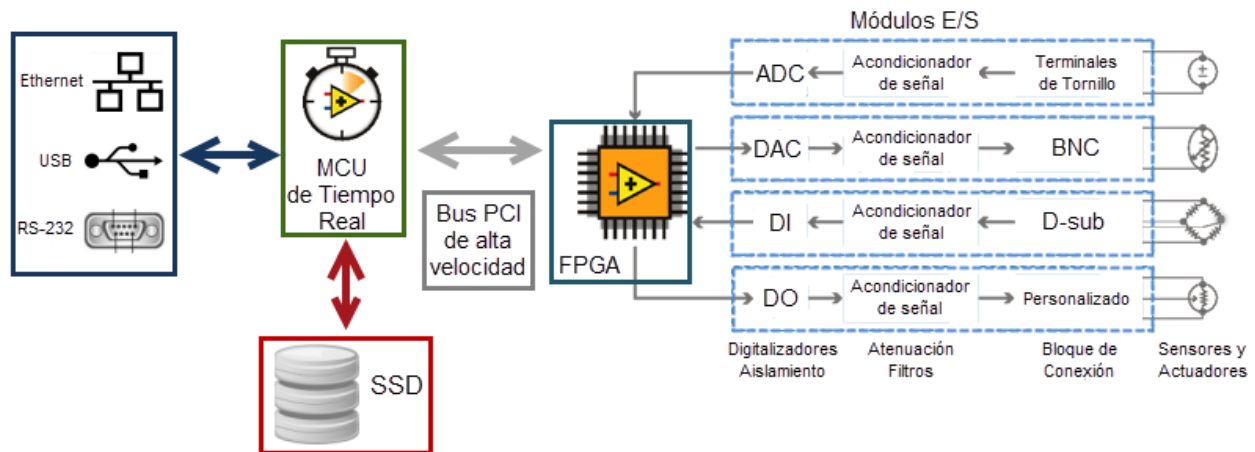 Ethernet
USB
RS-232
MCU
de Tiempo
Real
SSD
Bus PCI
de alta
velocidad
FPGA
Módulos E/S
ADC
Acondicionador
de señal
Terminales
de Tornillo
DAC
Acondicionador
de señal
BNC
DI
Acondicionador
de señal
D-sub
DO
Acondicionador
de señal
Personalizado
Digitalizadores
Aislamiento
Atenuación
Filtros
Bloque de
Conexión
Sensores y
Actuadores